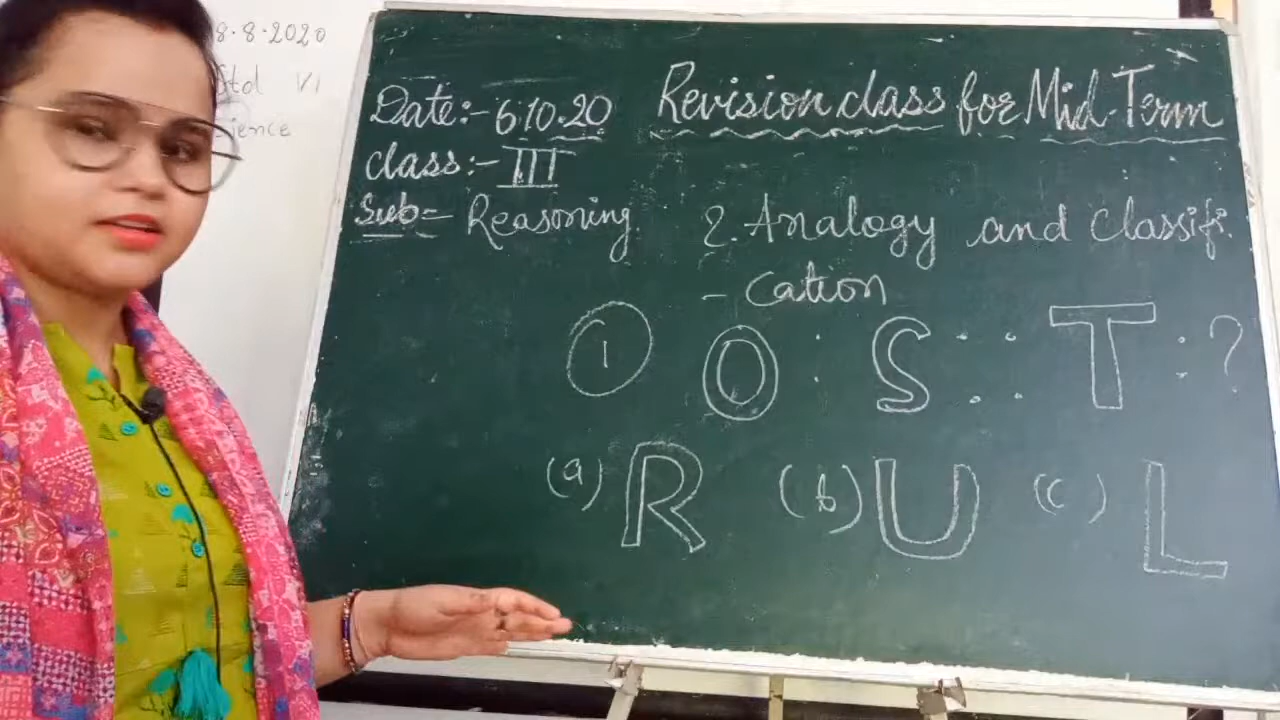 8.8.2020
Std VI
ience
Date:- 6.10.20
Revision class for Mid-Term
class:- III
Sub:- Reasoning
2. Analogy and Classifi
- cation
1 O : S :: T : ?
(a) R (b) U (c) L